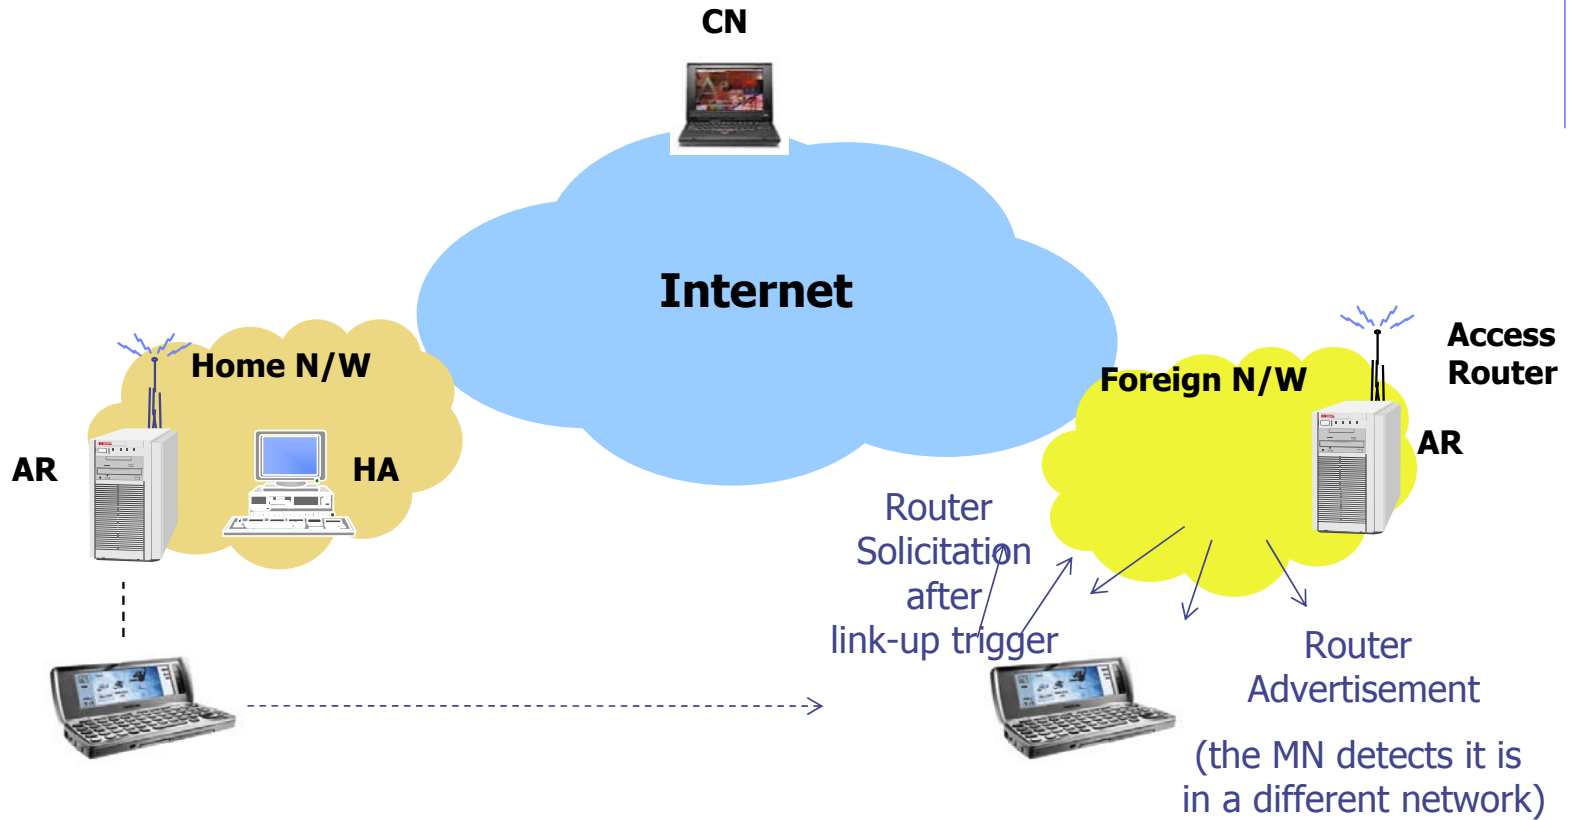 CN
Internet
Home N/W
AR
HA
Foreign N/W
Access
Router
AR
Router
Solicitation
after
link-up trigger
Router
Advertisement
(the MN detects it is
in a different network)